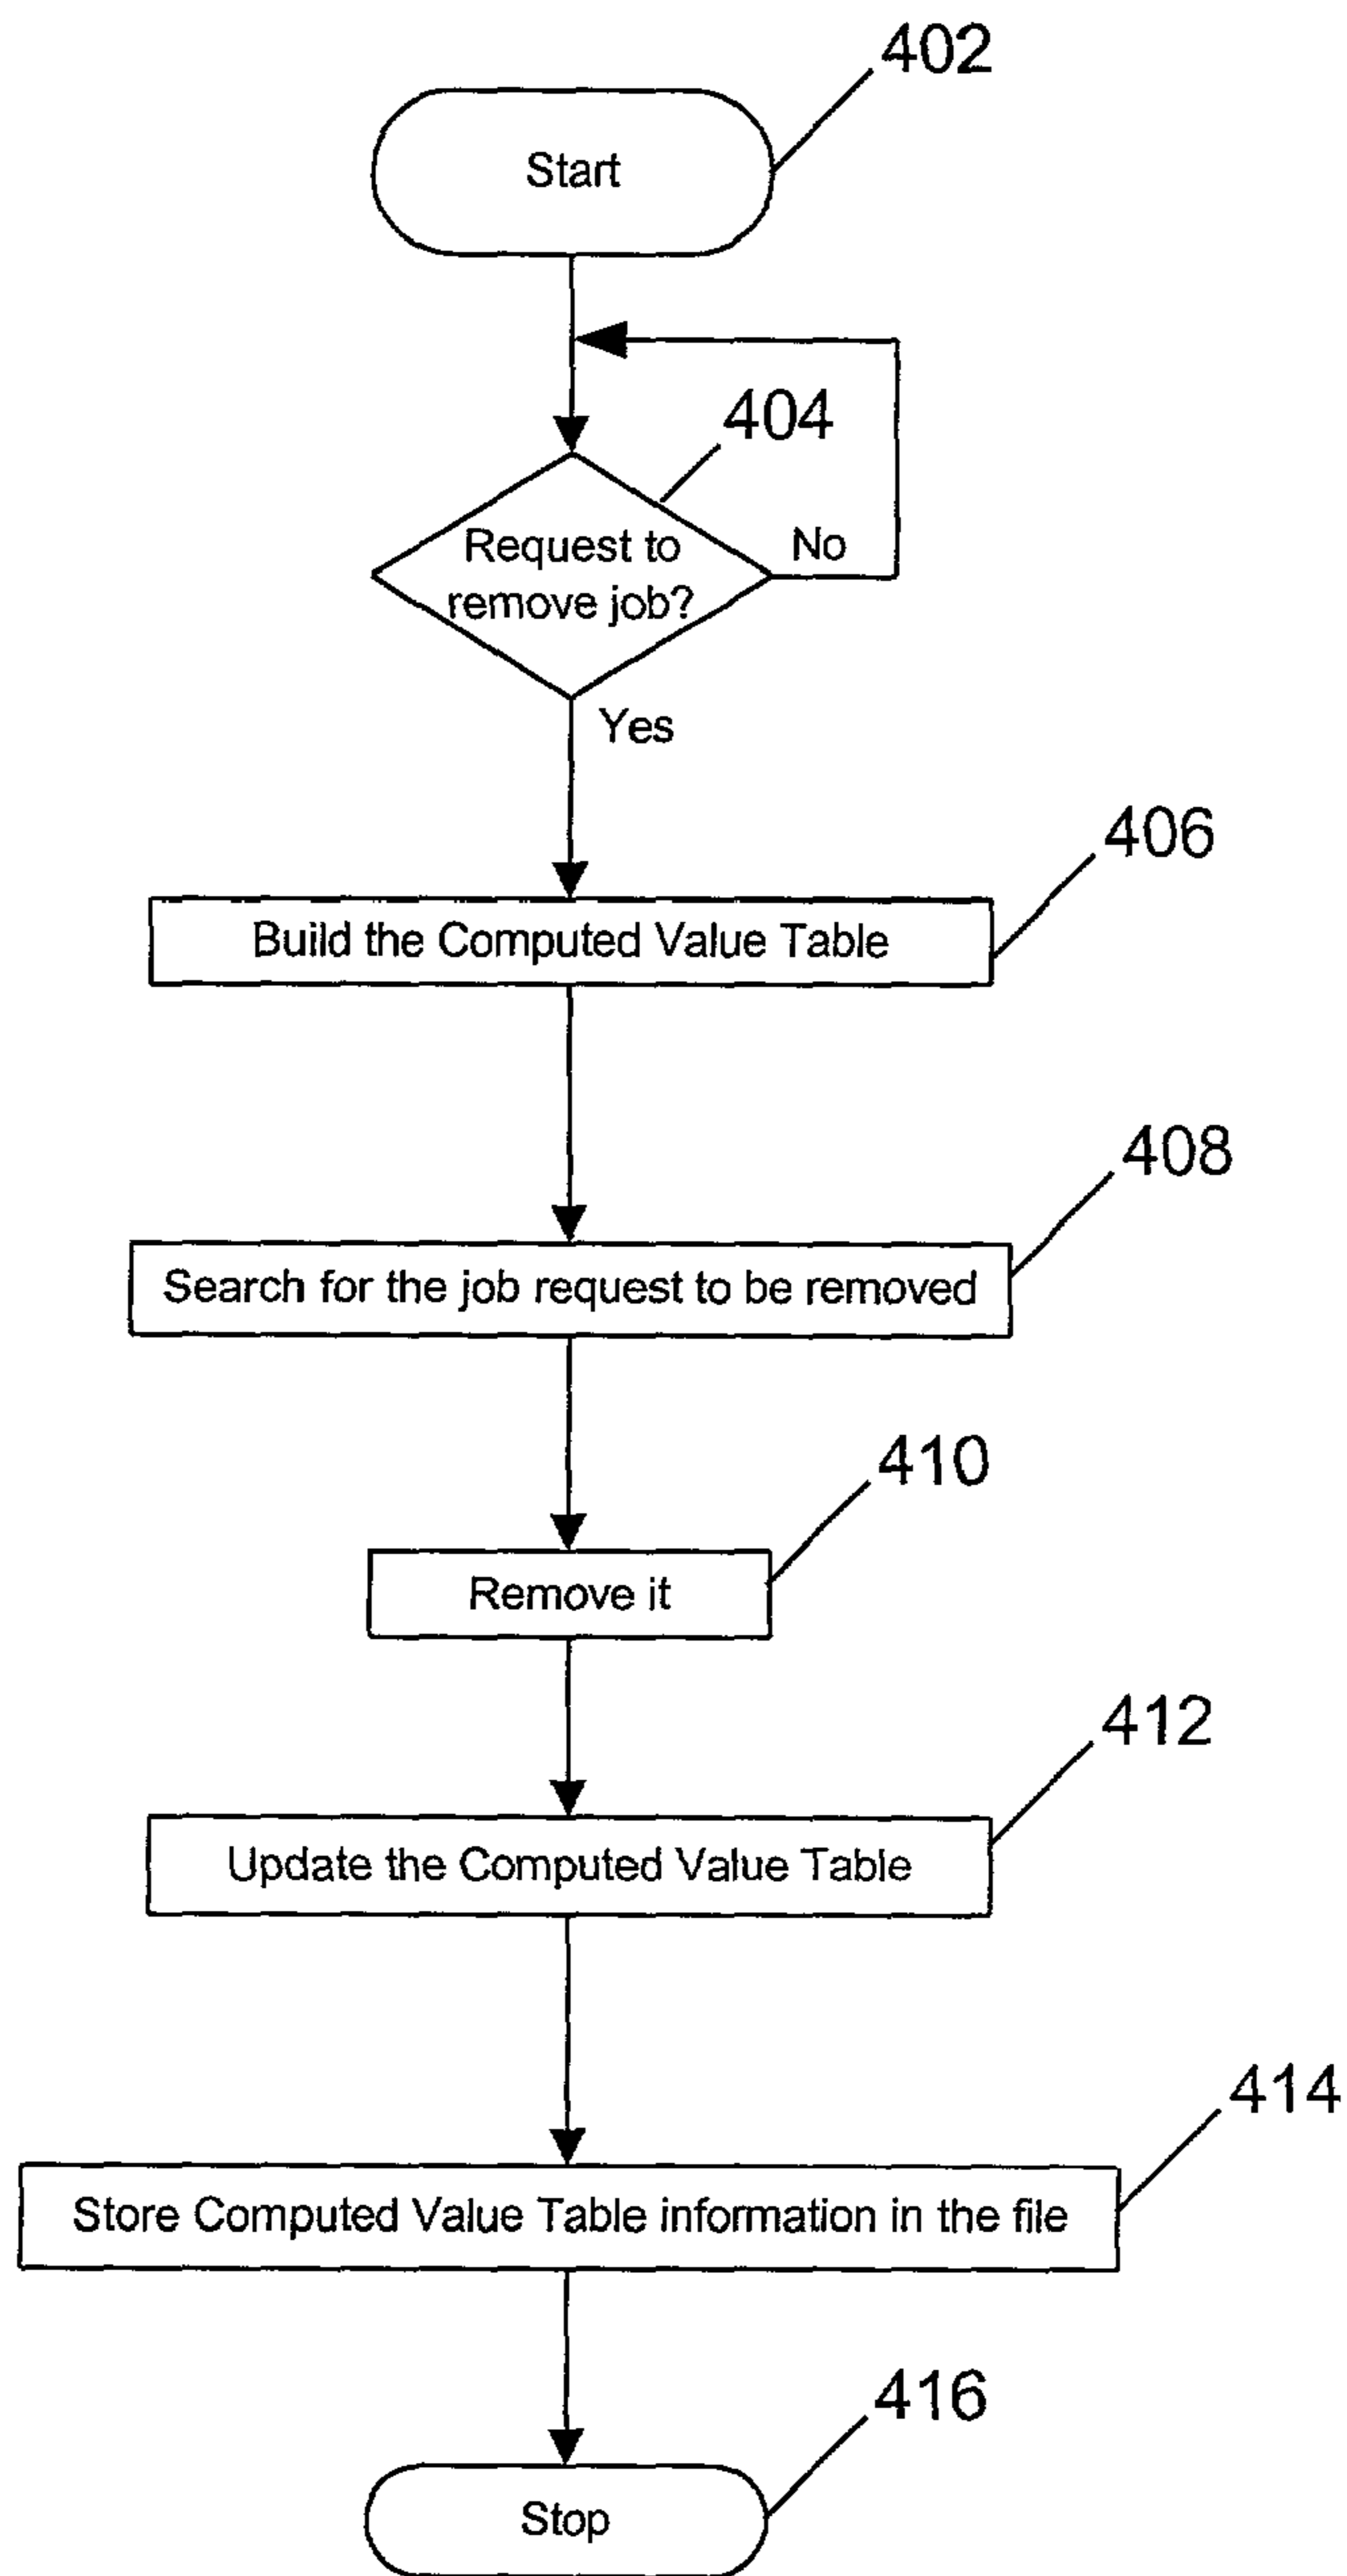 402
Start
404
Request to
remove job?
No
Yes
406
Build the Computed Value Table
408
Search for the job request to be removed
410
Remove it
412
Update the Computed Value Table
414
Store Computed Value Table information in the file
416
Stop